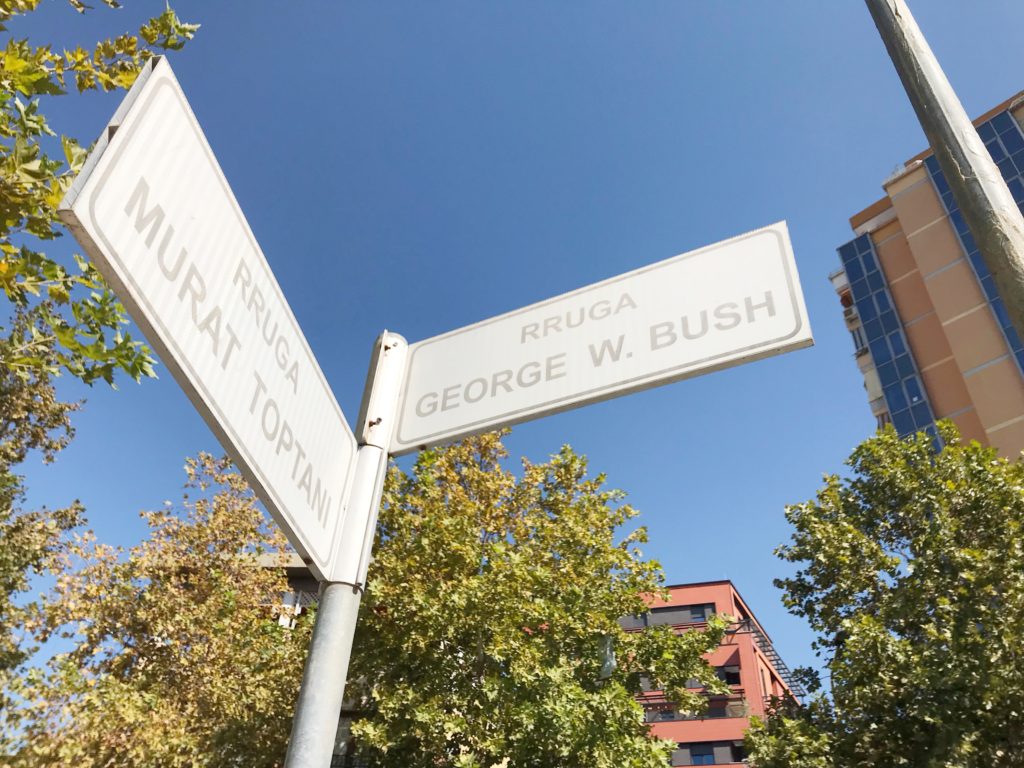 RRUGA
MURAT TOPTANI
RRUGA
GEORGE W. BUSH